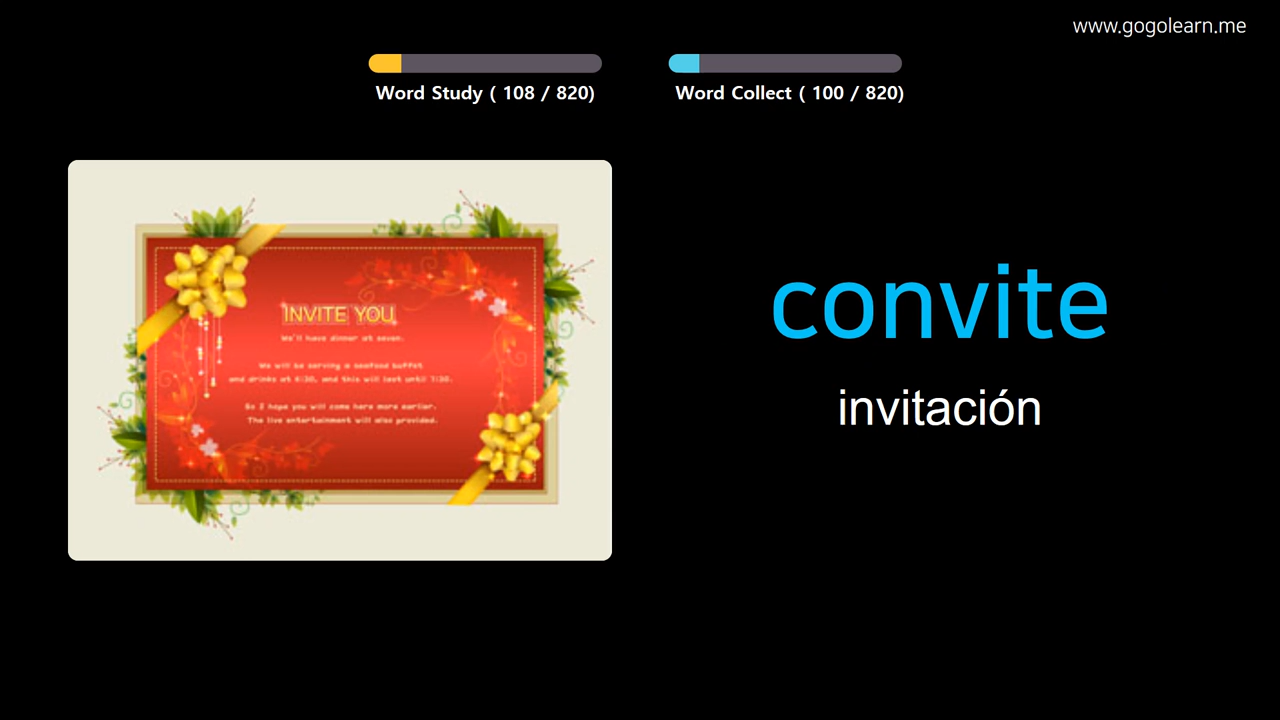 www.gogolearn.me
Word Study ( 108 / 820)
Word Collect ( 100 / 820)
INVITE YOU
We'll have dinner at seven.
We will be serving a seafood buffet
and drinks at 6:30, and this will last until 7:30.
So I hope you will come here more earlier.
The live entertainment will also provided.
convite
invitación